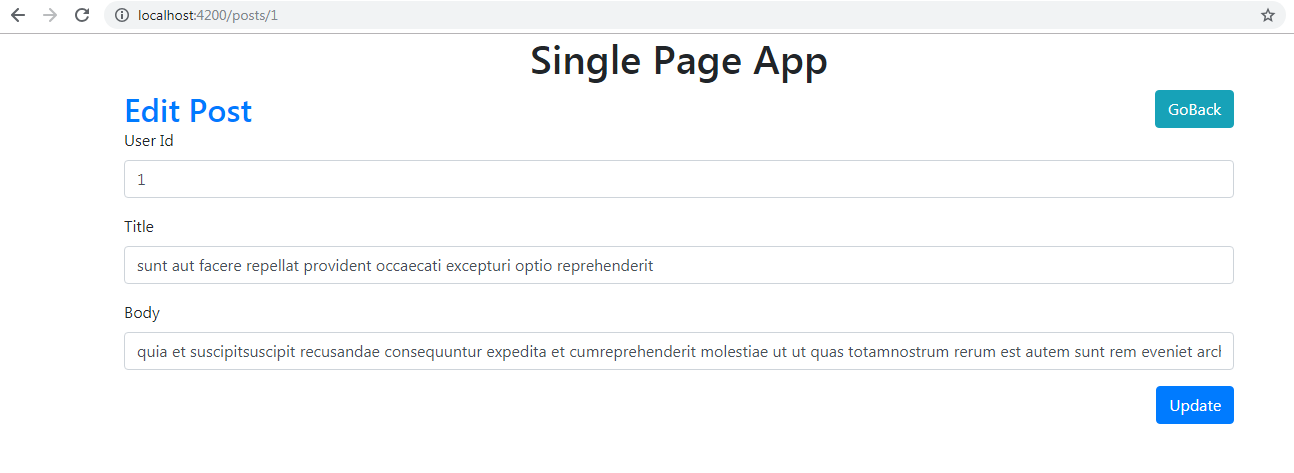 localhost:4200/posts/1
Single Page App
Edit Post
GoBack
User Id
1
Title
sunt aut facere repellat provident occaecati excepturi optio reprehenderit
Body
quia et suscipitsuscipit recusandae consequuntur expedita et cumreprehenderit molestiae ut ut quas totamnostrum rerum est autem sunt rem eveniet
Update